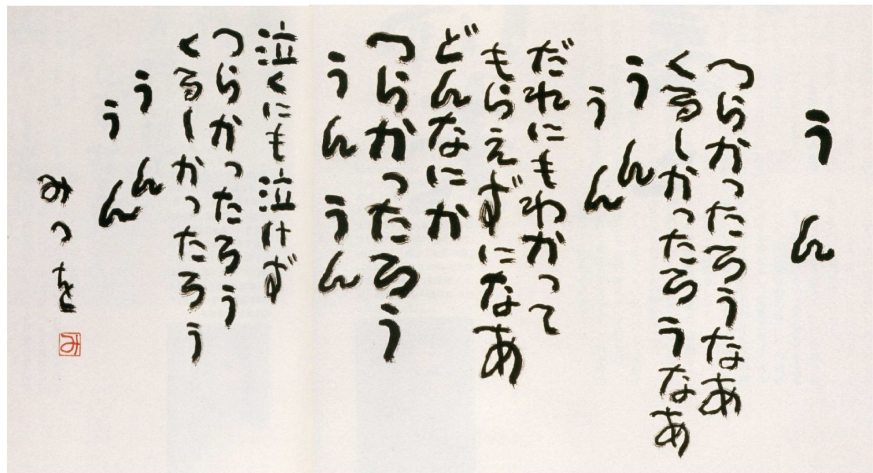 うん
つらかったろうなあ
くるしかったろうなあ
うん
うん
だれにもわかって
もらえずになあ
どんなにか
つらかったろう
うんうん
泣くにも泣けず
つらかったろう
くるしかったろう
うん
うん
みつを
み